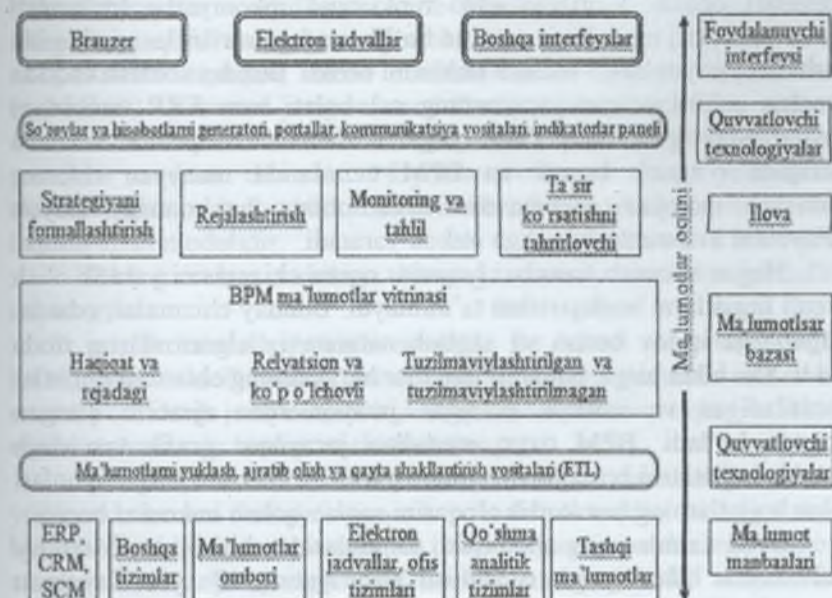 Brauzer
Elektron jadvallar
Boshqa interfeyslar
Foydalanuvchi
interfeysi
So'rovlar va hisobotlarni generatori, portallar, kommunikatsiya vositalari, indikatorlar paneli
Quvvatlovchi
texnologiyalar
Strategiyani
formallashtirish
Rejalashtirish
Monitoring va
tahlil
Ta'sir
ko'rsatishni
tahrirlovchi
Ilova
Ma'lumotlar oqimi
BPM ma'lumotlar vitrinasi
Haqiqat va
rejadagi
Relyatsion va
ko'p o'lchovli
Tuzilmaviylashtirilgan va
tuzilmaviylashtirilmagan
Ma'lumotlsar
bazasi
Ma'lumotlarni yuklash, ajratib olish va qayta shakllantirish vositalari (ETL)
Quvvatlovchi
texnologiyalar
ERP,
CRM,
SCM
Boshqa
tizimlar
Ma'lumotlar
ombori
Elektron
jadvallar, ofis
tizimlari
Qo'shma
analitik
tizimlar
Tashqi
ma'lumotlar
Ma'lumot
manbaalari